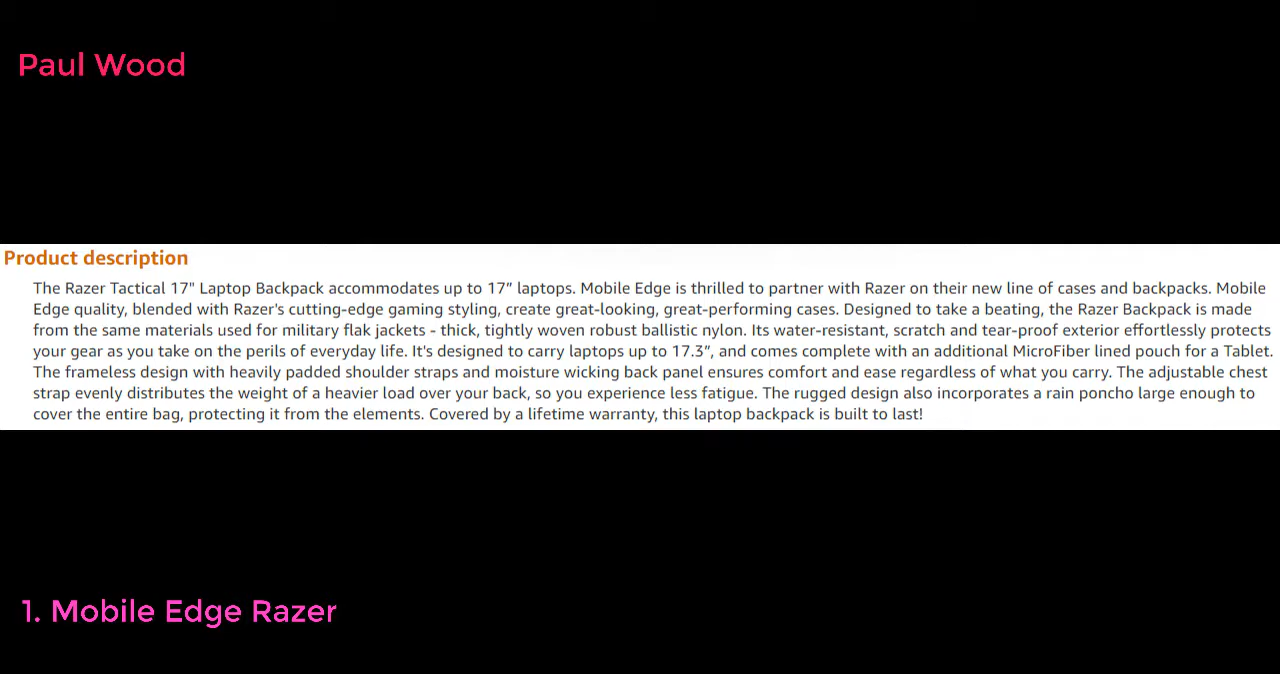 Paul Wood
Product description
The Razer Tactical 17" Laptop Backpack accommodates up to 17” laptops. Mobile Edge is thrilled to partner with Razer on their new line of cases and backpacks. Mobile
Edge quality, blended with Razer's cutting-edge gaming styling, create great-looking, great-performing cases. Designed to take a beating, the Razer Backpack is made
from the same materials used for military flak jackets - thick, tightly woven robust ballistic nylon. Its water-resistant, scratch and tear-proof exterior effortlessly protects
your gear as you take on the perils of everyday life. It's designed to carry laptops up to 17.3”, and comes complete with an additional MicroFiber lined pouch for a Tablet.
The frameless design with heavily padded shoulder straps and moisture wicking back panel ensures comfort and ease regardless of what you carry. The adjustable chest
strap evenly distributes the weight of a heavier load over your back, so you experience less fatigue. The rugged design also incorporates a rain poncho large enough to
cover the entire bag, protecting it from the elements. Covered by a lifetime warranty, this laptop backpack is built to last!
1. Mobile Edge Razer